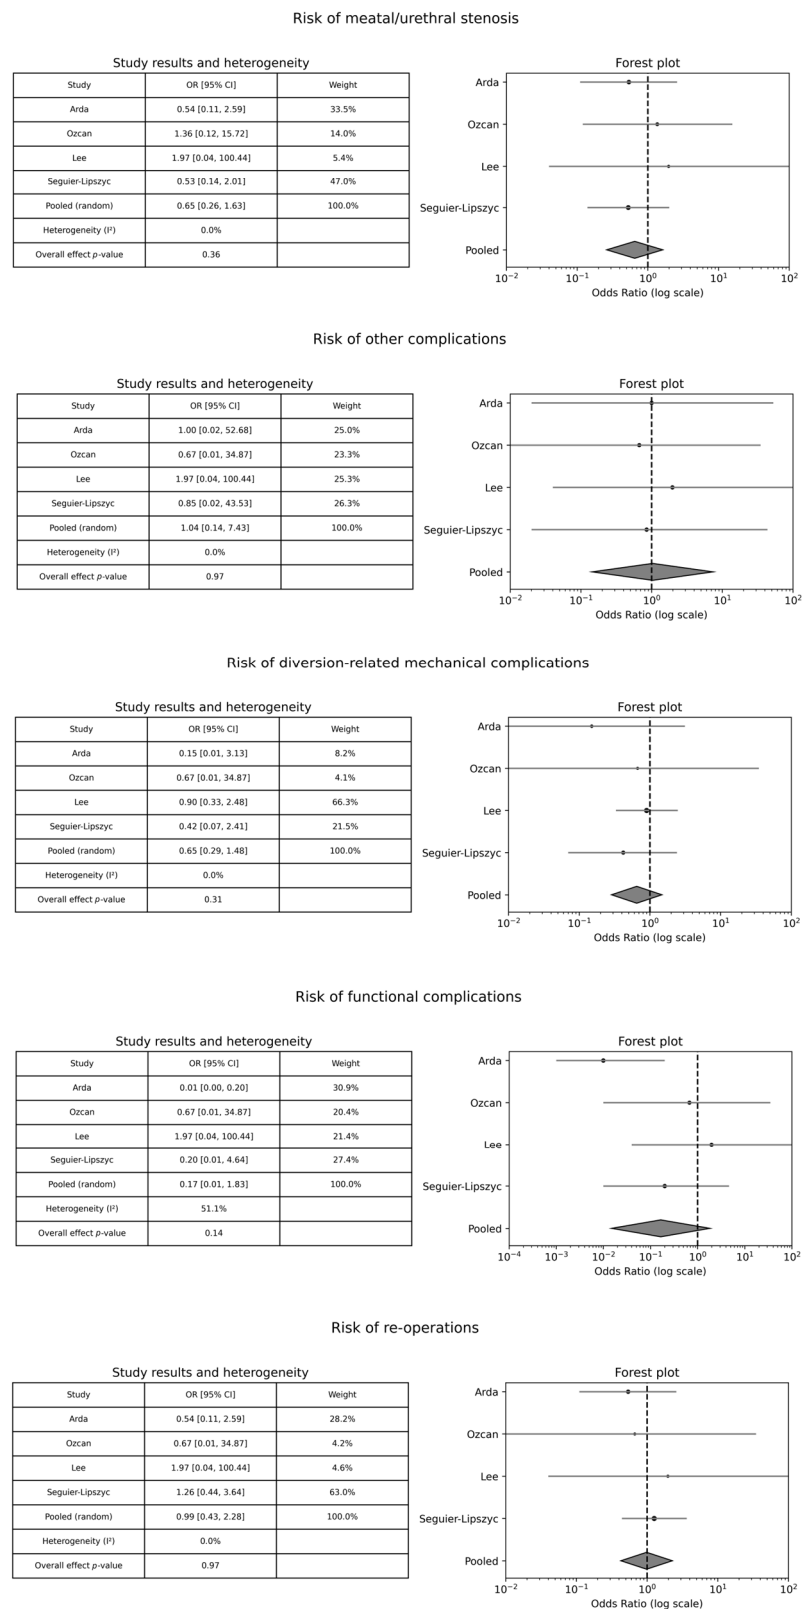 Risk of meatal/urethral stenosis
Study results and heterogeneity
Study OR [95% CI] Weight
Arda 0.54 [0.11, 2.59] 33.5%
Ozcan 1.36 [0.12, 15.72] 14.0%
Lee 1.97 [0.04, 100.44] 5.4%
Seguier-Lipszyc 0.53 [0.14, 2.01] 47.0%
Pooled (random) 0.65 [0.26, 1.63] 100.0%
Heterogeneity (I²) 0.0%
Overall effect p-value 0.36
Forest plot
Arda
Ozcan
Lee
Seguier-Lipszyc
Pooled
10⁻² 10⁻¹ 10⁰ 10¹ 10²
Odds Ratio (log scale)
Risk of other complications
Study results and heterogeneity
Study OR [95% CI] Weight
Arda 1.00 [0.02, 52.68] 25.0%
Ozcan 0.67 [0.01, 34.87] 23.3%
Lee 1.97 [0.04, 100.44] 25.3%
Seguier-Lipszyc 0.85 [0.02, 43.53] 26.3%
Pooled (random) 1.04 [0.14, 7.43] 100.0%
Heterogeneity (I²) 0.0%
Overall effect p-value 0.97
Forest plot
Arda
Ozcan
Lee
Seguier-Lipszyc
Pooled
10⁻² 10⁻¹ 10⁰ 10¹ 10²
Odds Ratio (log scale)
Risk of diversion-related mechanical complications
Study results and heterogeneity
Study OR [95% CI] Weight
Arda 0.15 [0.01, 3.13] 8.2%
Ozcan 0.67 [0.01, 34.87] 4.1%
Lee 0.90 [0.33, 2.48] 66.3%
Seguier-Lipszyc 0.42 [0.07, 2.41] 21.5%
Pooled (random) 0.65 [0.29, 1.48] 100.0%
Heterogeneity (I²) 0.0%
Overall effect p-value 0.31
Forest plot
Arda
Ozcan
Lee
Seguier-Lipszyc
Pooled
10⁻² 10⁻¹ 10⁰ 10¹ 10²
Odds Ratio (log scale)
Risk of functional complications
Study results and heterogeneity
Study OR [95% CI] Weight
Arda 0.01 [0.00, 0.20] 30.9%
Ozcan 0.67 [0.01, 34.87] 20.4%
Lee 1.97 [0.04, 100.44] 21.4%
Seguier-Lipszyc 0.20 [0.01, 4.64] 27.4%
Pooled (random) 0.17 [0.01, 1.83] 100.0%
Heterogeneity (I²) 51.1%
Overall effect p-value 0.14
Forest plot
Arda
Ozcan
Lee
Seguier-Lipszyc
Pooled
10⁻⁴ 10⁻³ 10⁻² 10⁻¹ 10⁰ 10¹ 10²
Odds Ratio (log scale)
Risk of re-operations
Study results and heterogeneity
Study OR [95% CI] Weight
Arda 0.54 [0.11, 2.59] 28.2%
Ozcan 0.67 [0.01, 34.87] 4.2%
Lee 1.97 [0.04, 100.44] 4.6%
Seguier-Lipszyc 1.26 [0.44, 3.64] 63.0%
Pooled (random) 0.99 [0.43, 2.28] 100.0%
Heterogeneity (I²) 0.0%
Overall effect p-value 0.97
Forest plot
Arda
Ozcan
Lee
Seguier-Lipszyc
Pooled
10⁻² 10⁻¹ 10⁰ 10¹ 10²
Odds Ratio (log scale)